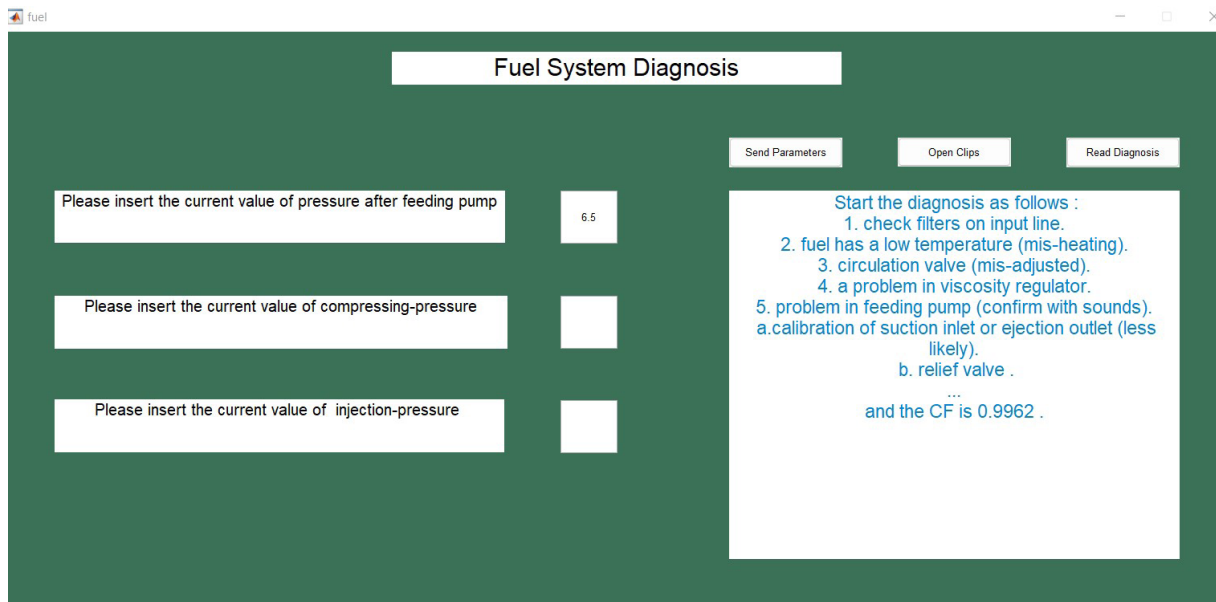 fuel
Fuel System Diagnosis
Send Parameters
Open Clips
Read Diagnosis
Please insert the current value of pressure after feeding pump
6.5
Please insert the current value of compressing-pressure
Please insert the current value of  injection-pressure
Start the diagnosis as follows :
1. check filters on input line.
2. fuel has a low temperature (mis-heating).
3. circulation valve (mis-adjusted).
4. a problem in viscosity regulator.
5. problem in feeding pump (confirm with sounds).
a.calibration of suction inlet or ejection outlet (less
likely).
b. relief valve .
...
and the CF is 0.9962 .